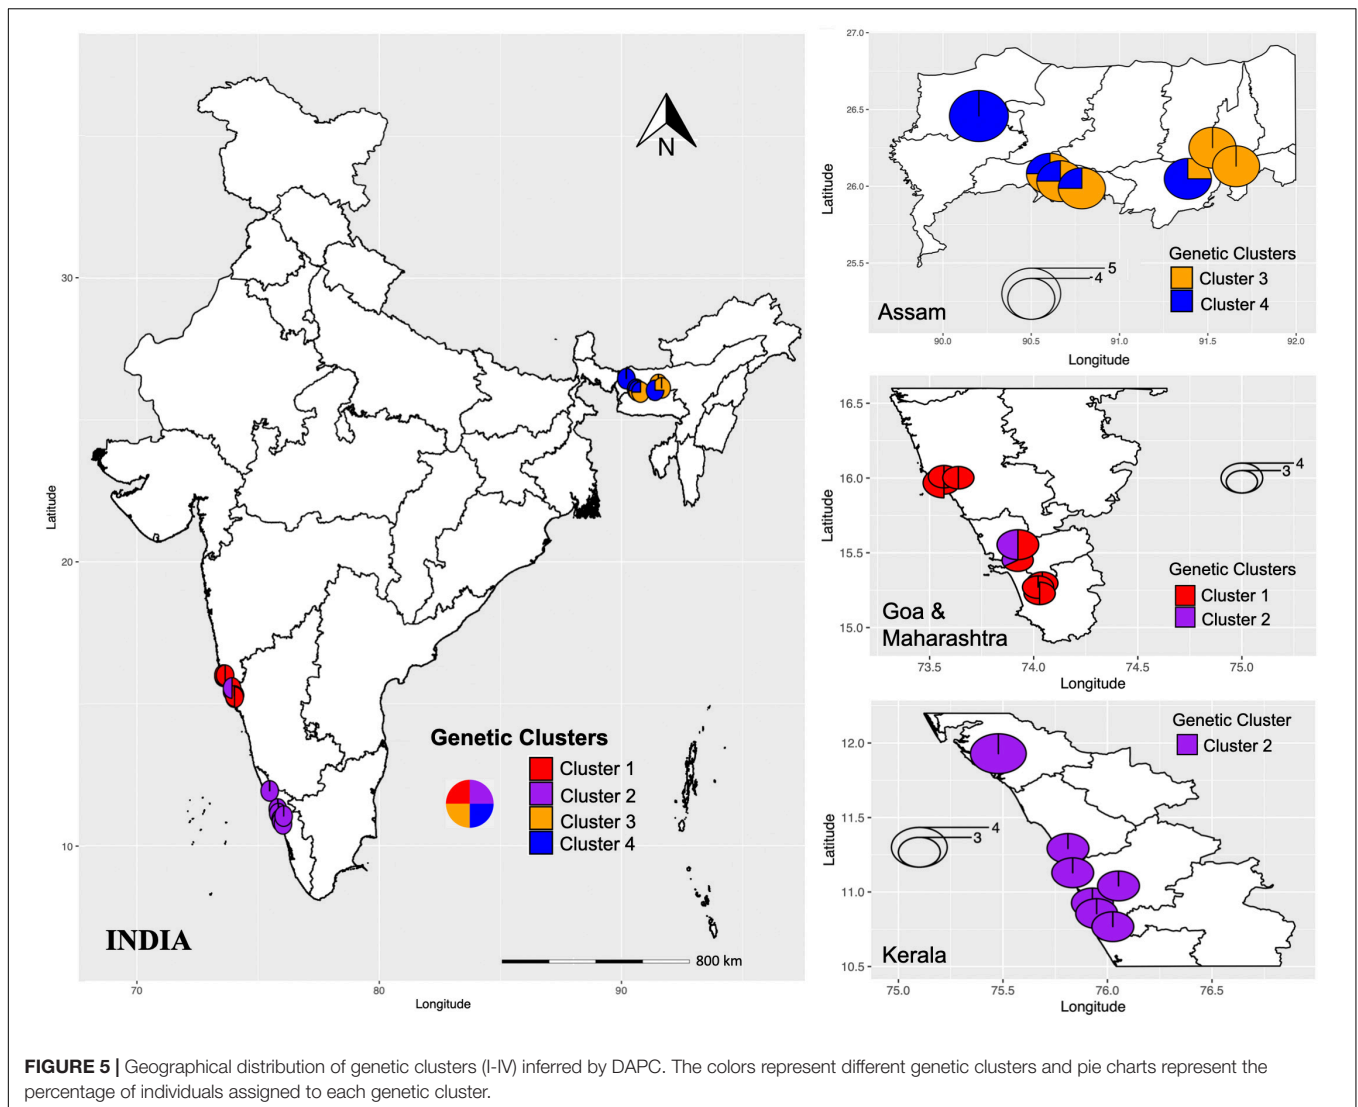 30
20
10
Latitude
70
80
90
Longitude
N
Genetic Clusters
Cluster 1
Cluster 2
Cluster 3
Cluster 4
INDIA
800 km
27.0
26.5
26.0
25.5
Latitude
90.0
90.5
91.0
91.5
92.0
Longitude
5
4
Genetic Clusters
Cluster 3
Cluster 4
Assam
16.5
16.0
15.5
15.0
Latitude
73.5
74.0
74.5
75.0
Longitude
4
3
Genetic Clusters
Cluster 1
Cluster 2
Goa &
Maharashtra
12.0
11.5
11.0
10.5
Latitude
75.0
75.5
76.0
76.5
Longitude
4
3
Genetic Cluster
Cluster 2
Kerala
FIGURE 5 | Geographical distribution of genetic clusters (I-IV) inferred by DAPC. The colors represent different genetic clusters and pie charts represent the
percentage of individuals assigned to each genetic cluster.